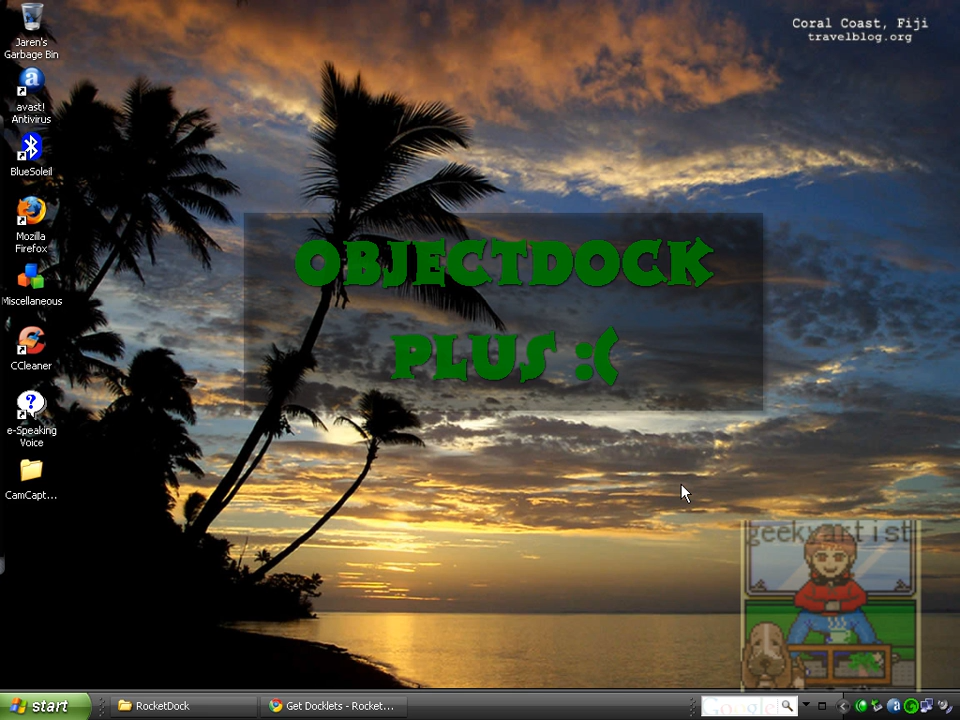 Coral Coast, Fiji
travelblog.org
Jaren's
Garbage Bin
avast!
Antivirus
BlueSoleil
Mozilla
Firefox
Miscellaneous
CCleaner
e-Speaking
Voice
CamCapt...
OBJECTDOCK
PLUS :(
geekyartist
start
RocketDock
Get Docklets - Rocket...
Google